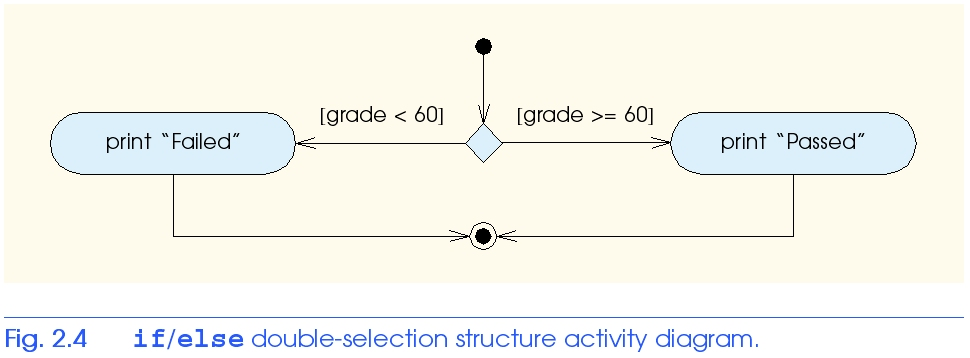 [grade < 60]
[grade >= 60]
print “Failed”
print “Passed”
Fig. 2.4 if/else double-selection structure activity diagram.